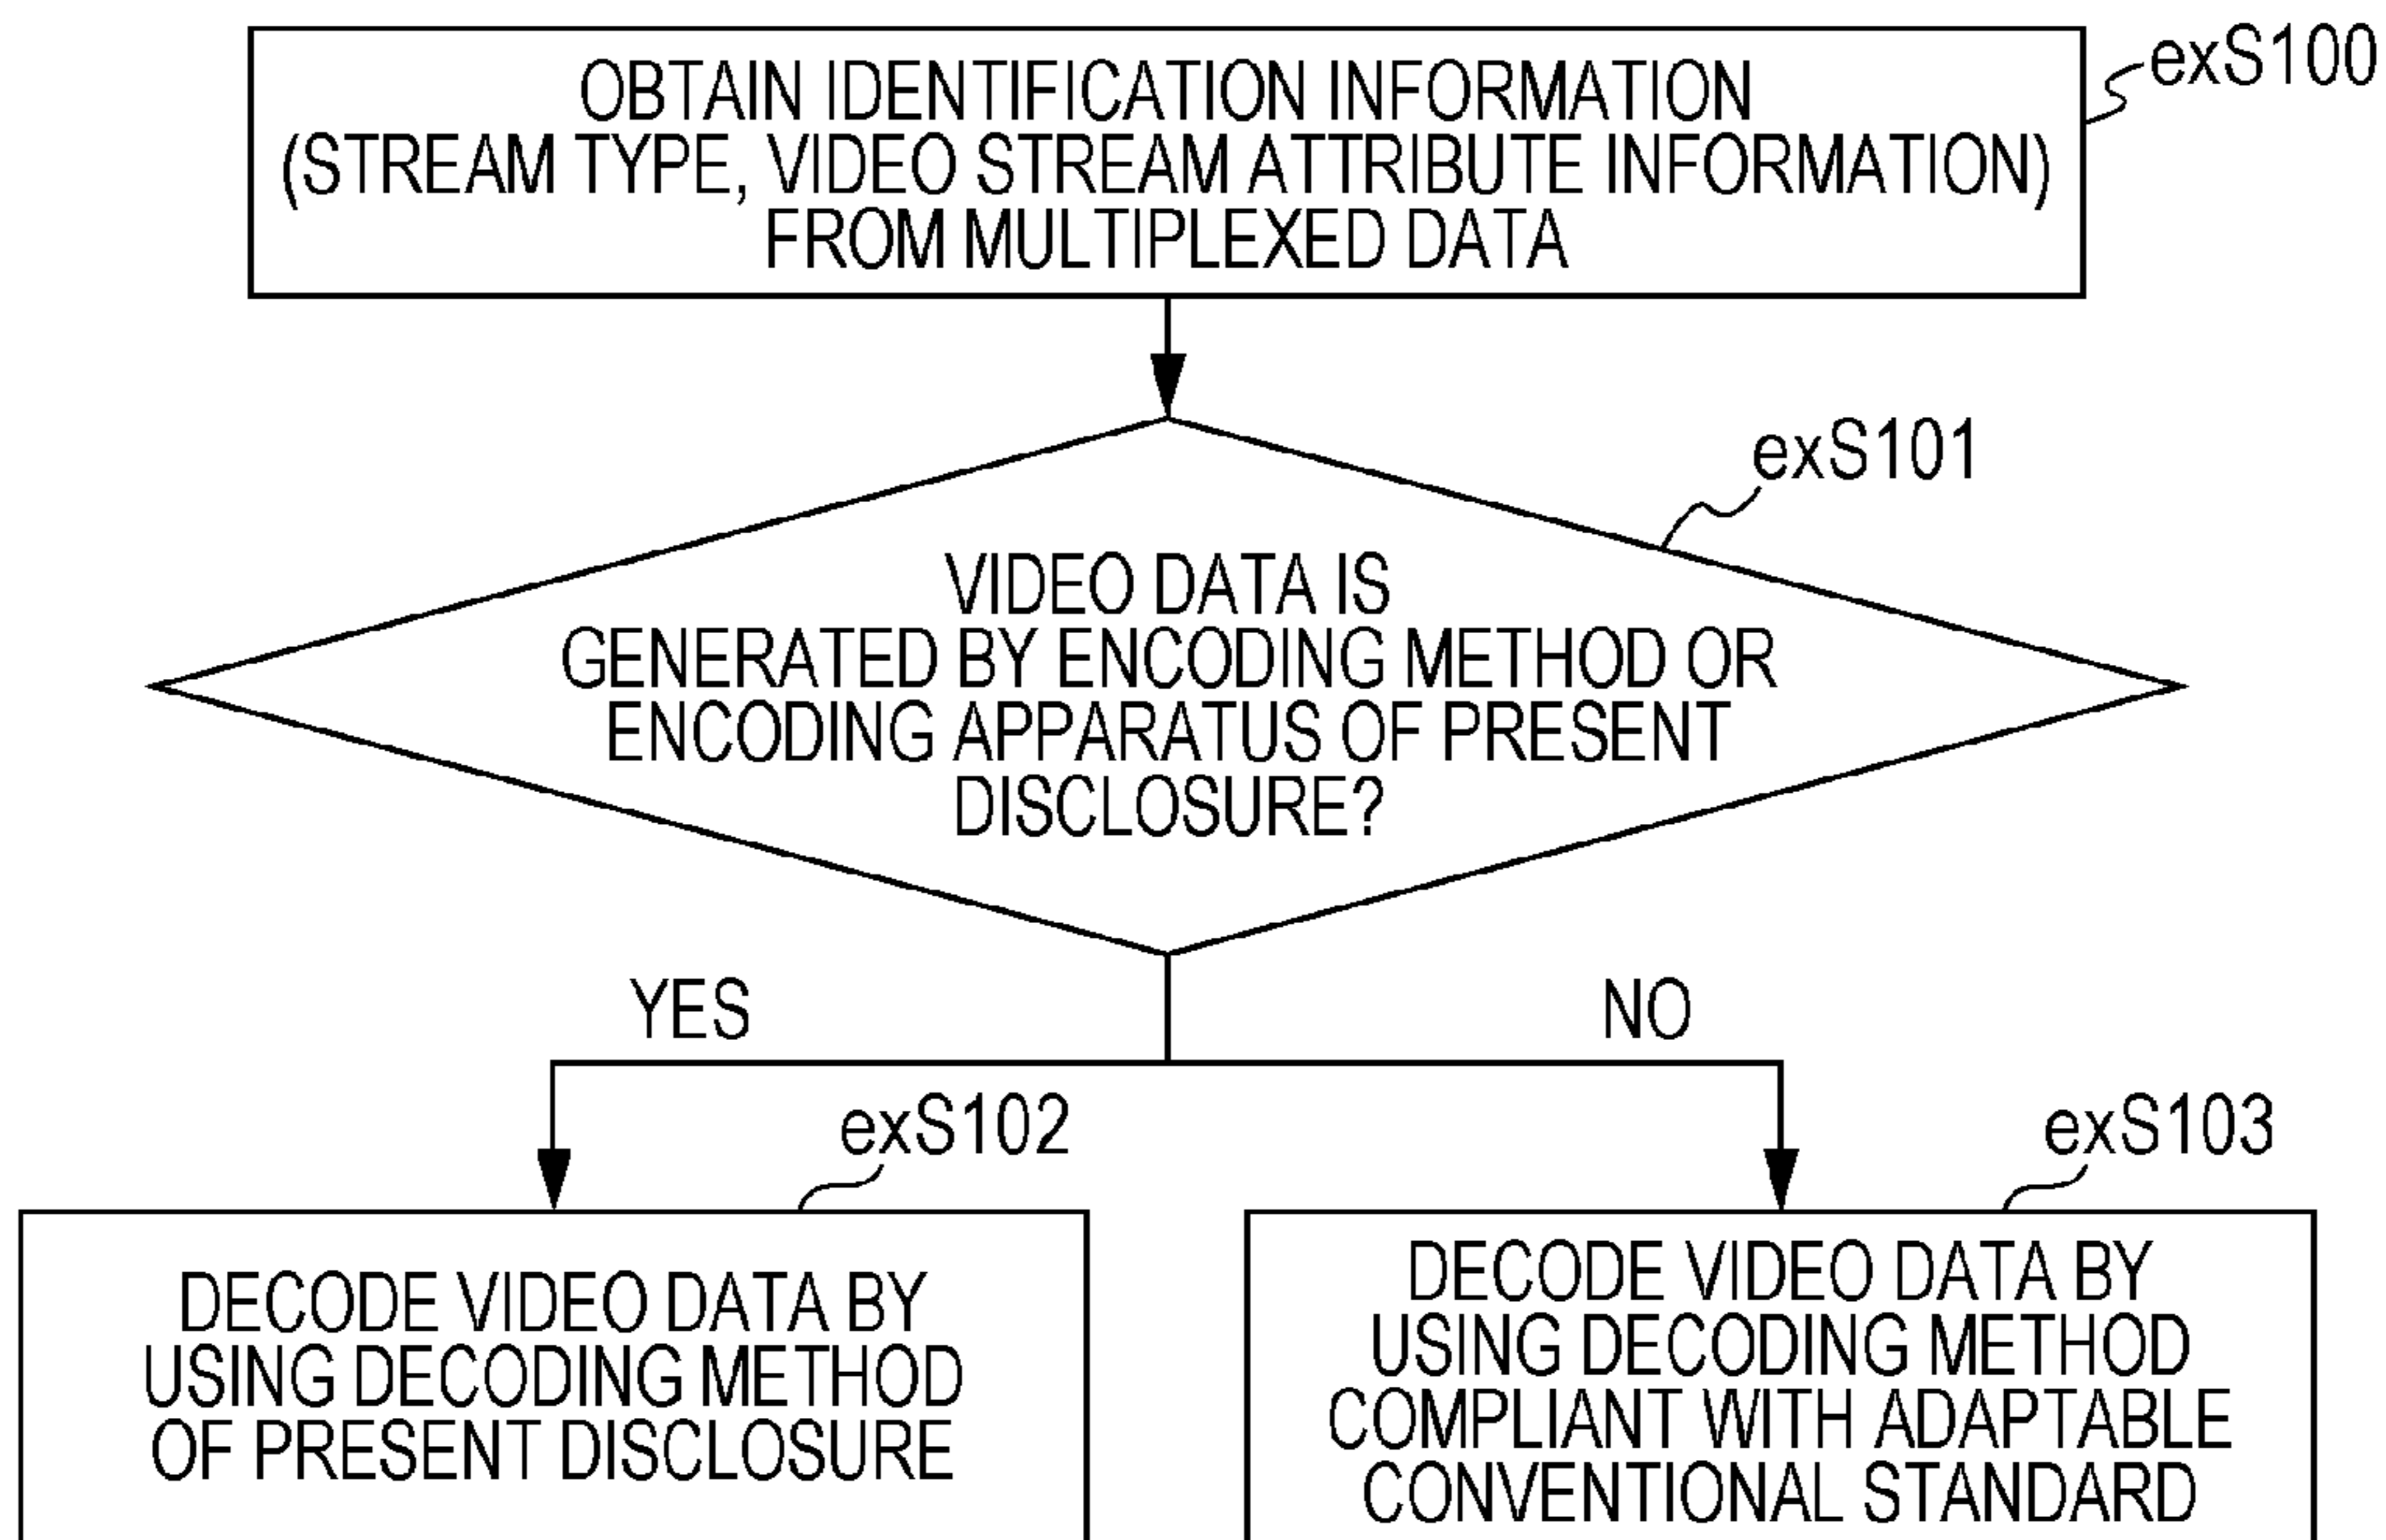 OBTAIN IDENTIFICATION INFORMATION
(STREAM TYPE, VIDEO STREAM ATTRIBUTE INFORMATION)
FROM MULTIPLEXED DATA
exS100
exS101
VIDEO DATA IS
GENERATED BY ENCODING METHOD OR
ENCODING APPARATUS OF PRESENT
DISCLOSURE?
YES
NO
exS102
DECODE VIDEO DATA BY
USING DECODING METHOD
OF PRESENT DISCLOSURE
exS103
DECODE VIDEO DATA BY
USING DECODING METHOD
COMPLIANT WITH ADAPTABLE
CONVENTIONAL STANDARD